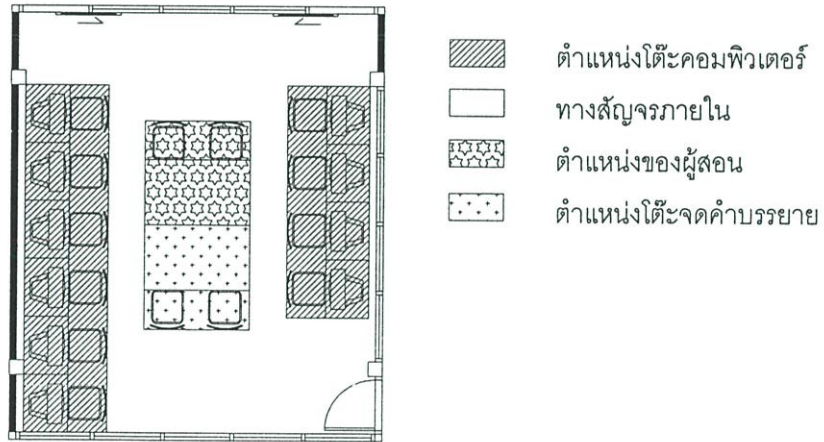 ตำแหน่งโต๊ะคอมพิวเตอร์
ทางสัญจรภายใน
ตำแหน่งของผู้สอน
ตำแหน่งโต๊ะจดคำบรรยาย